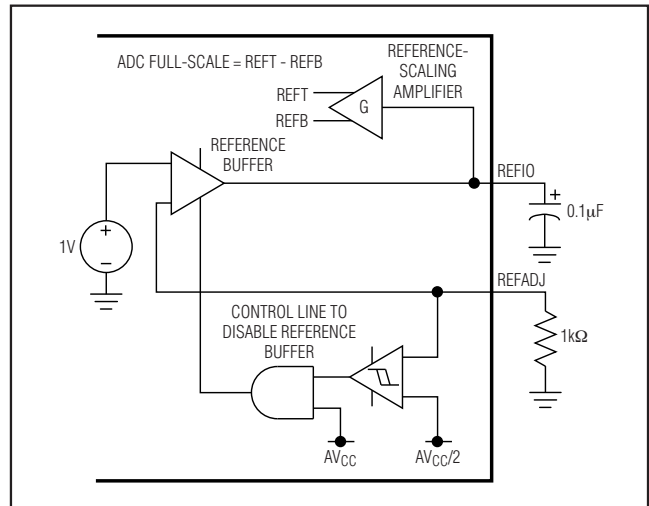 ADC FULL-SCALE = REFT - REFB
REFERENCE-
SCALING
AMPLIFIER
REFT
REFB
G
REFERENCE
BUFFER
REFIO
+
0.1μF
1V
+
−
REFADJ
CONTROL LINE TO
DISABLE REFERENCE
BUFFER
1kΩ
AVCC
AVCC/2